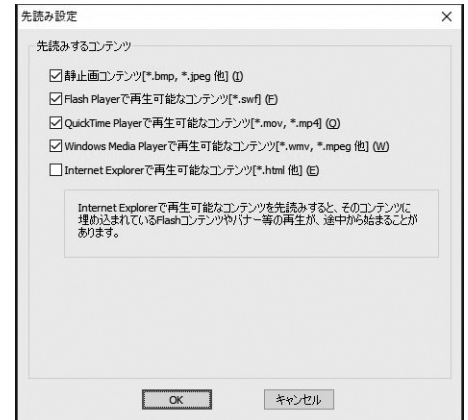 先読み設定
先読みするコンテンツ
静止画コンテンツ[*.bmp, *.jpeg 他] (I)
Flash Playerで再生可能なコンテンツ[*.swf] (F)
QuickTime Playerで再生可能なコンテンツ[*.mov, *.mp4] (Q)
Windows Media Playerで再生可能なコンテンツ[*.wmv, *.mpeg 他] (W)
Internet Explorerで再生可能なコンテンツ[*.html 他] (E)
Internet Explorerで再生可能なコンテンツを先読みすると、そのコンテンツに
埋め込まれているFlashコンテンツやバナー等の再生が、途中から始まることが
あります。
OK
キャンセル